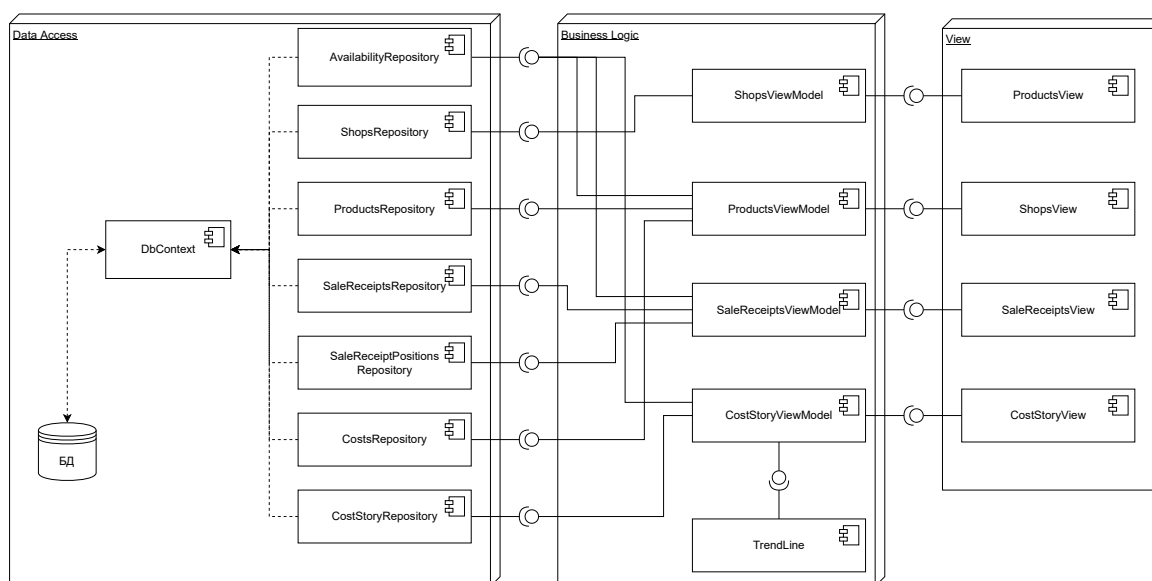 Data Access
AvailabilityRepository
ShopsRepository
ProductsRepository
DbContext
SaleReceiptsRepository
SaleReceiptPositions
Repository
CostsRepository
БД
CostStoryRepository
Business Logic
ShopsViewModel
ProductsViewModel
SaleReceiptsViewModel
CostStoryViewModel
TrendLine
View
ProductsView
ShopsView
SaleReceiptsView
CostStoryView